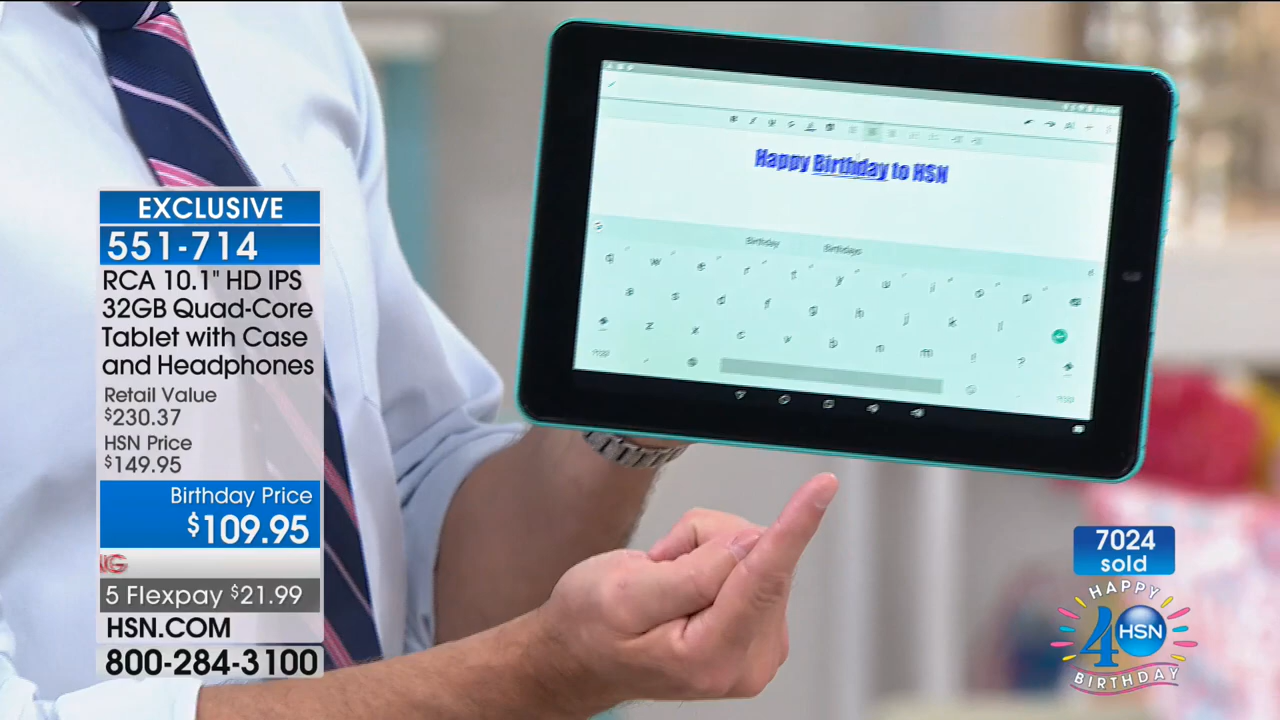 EXCLUSIVE
551-714
RCA 10.1" HD IPS
32GB Quad-Core
Tablet with Case
and Headphones
Retail Value
$230.37
HSN Price
$149.95
Birthday Price
$109.95
NG
5 Flexpay $21.99
HSN.COM
800-284-3100
Happy Birthday to HSN
Birthday Birthdays
q w e r t y u i o p
a s d f g h j k l
z x c v b n m ! ?
7024
sold
HAPPY
40 HSN
BIRTHDAY